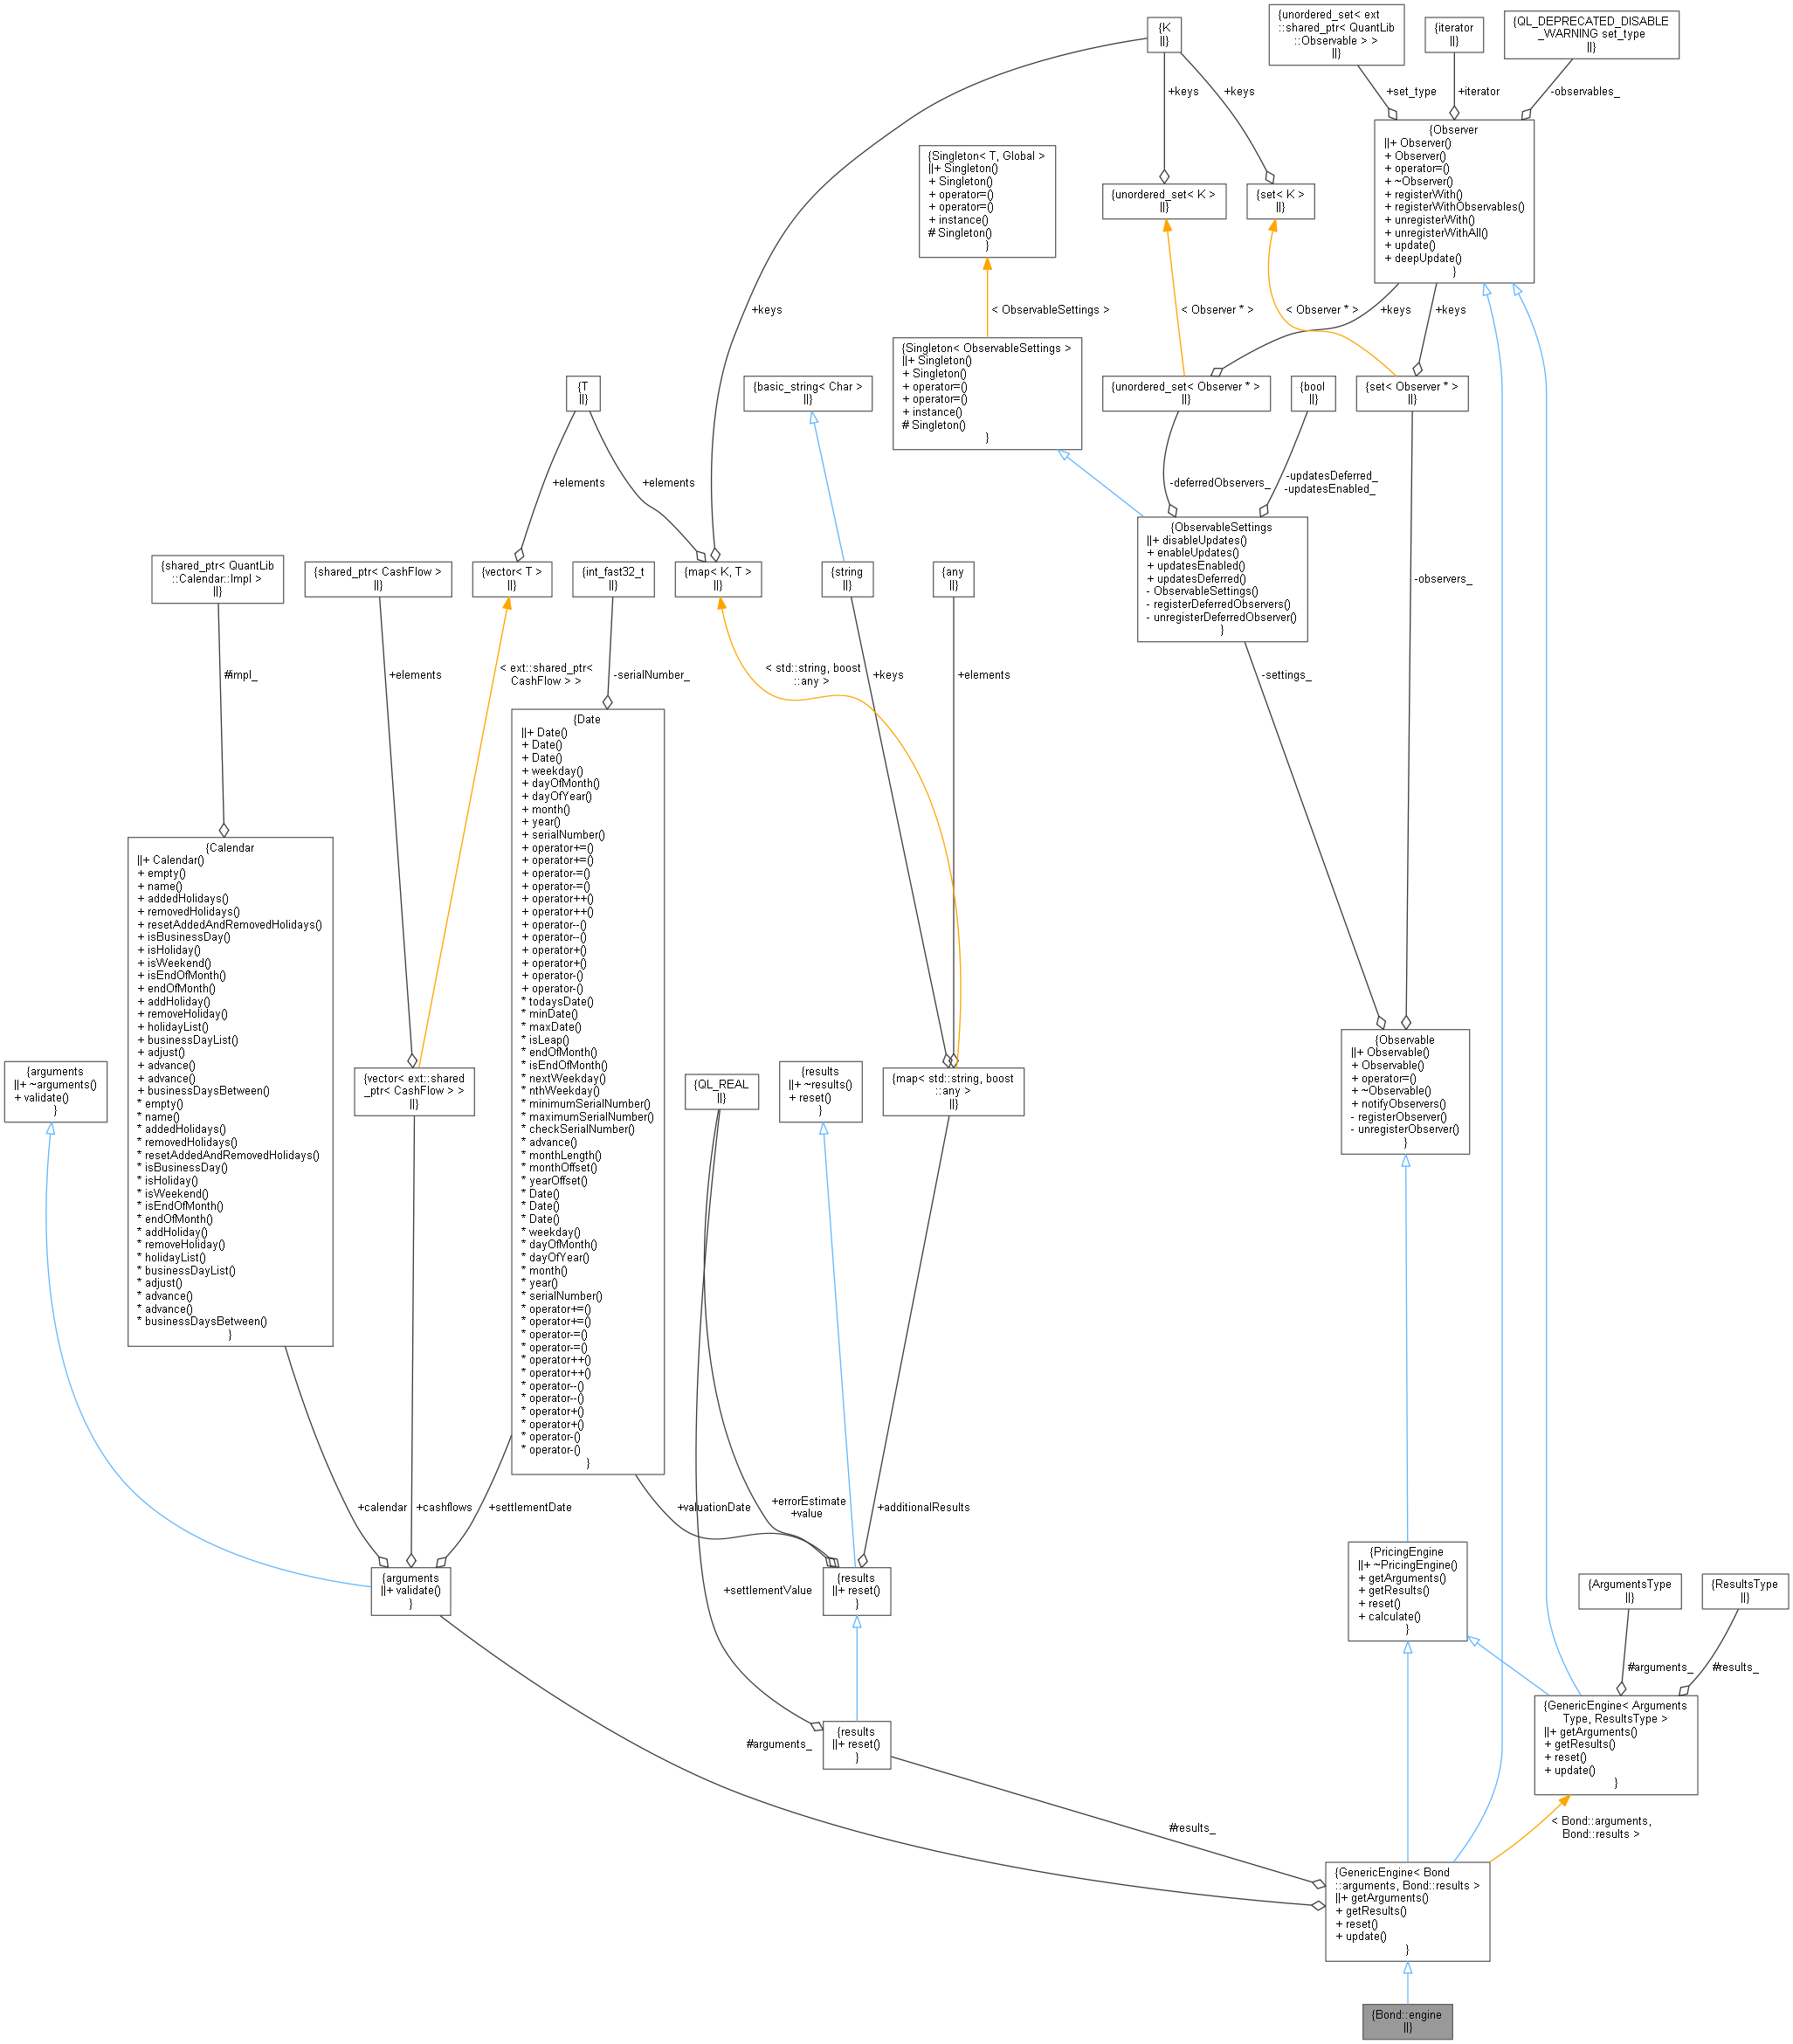 {K
||}
{unordered_set< ext
::shared_ptr< QuantLib
::Observable > >
||}
{iterator
||}
{QL_DEPRECATED_DISABLE
_WARNING set_type
||}
+keys
+keys
+set_type
+iterator
-observables_
{Observer
||+ Observer()
+ Observer()
+ operator=()
+ ~Observer()
+ registerWith()
+ registerWithObservables()
+ unregisterWith()
+ unregisterWithAll()
+ update()
+ deepUpdate()
}
{Singleton< T, Global >
||+ Singleton()
+ Singleton()
+ operator=()
+ operator=()
+ instance()
# Singleton()
}
{unordered_set< K >
||}
{set< K >
||}
+keys
< ObservableSettings >
< Observer * >
< Observer * >
+keys
+keys
{T
||}
{basic_string< Char >
||}
{Singleton< ObservableSettings >
||+ Singleton()
+ Singleton()
+ operator=()
+ operator=()
+ instance()
# Singleton()
}
{unordered_set< Observer * >
||}
{bool
||}
{set< Observer * >
||}
+elements
+elements
-deferredObservers_
-updatesDeferred_
-updatesEnabled_
{ObservableSettings
||+ disableUpdates()
+ enableUpdates()
+ updatesEnabled()
+ updatesDeferred()
- ObservableSettings()
- registerDeferredObservers()
- unregisterDeferredObserver()
}
-observers_
{shared_ptr< QuantLib
::Calendar::Impl >
||}
{shared_ptr< CashFlow >
||}
{vector< T >
||}
{int_fast32_t
||}
{map< K, T >
||}
{string
||}
{any
||}
#impl_
+elements
< ext::shared_ptr<
CashFlow > >
-serialNumber_
< std::string, boost
::any >
+keys
+elements
-settings_
{Date
||+ Date()
+ Date()
+ Date()
+ weekday()
+ dayOfMonth()
+ dayOfYear()
+ month()
+ year()
+ serialNumber()
+ operator+=()
+ operator+=()
+ operator-=()
+ operator-=()
+ operator++()
+ operator++()
+ operator--()
+ operator--()
+ operator+()
+ operator+()
+ operator-()
+ operator-()
* todaysDate()
* minDate()
* maxDate()
* isLeap()
* endOfMonth()
* isEndOfMonth()
* nextWeekday()
* nthWeekday()
* minimumSerialNumber()
* maximumSerialNumber()
* checkSerialNumber()
* advance()
* monthLength()
* monthOffset()
* yearOffset()
* Date()
* Date()
* Date()
* weekday()
* dayOfMonth()
* dayOfYear()
* month()
* year()
* serialNumber()
* operator+=()
* operator+=()
* operator-=()
* operator-=()
* operator++()
* operator++()
* operator--()
* operator--()
* operator+()
* operator+()
* operator-()
* operator-()
}
{Calendar
||+ Calendar()
+ empty()
+ name()
+ addedHolidays()
+ removedHolidays()
+ resetAddedAndRemovedHolidays()
+ isBusinessDay()
+ isHoliday()
+ isWeekend()
+ isEndOfMonth()
+ endOfMonth()
+ addHoliday()
+ removeHoliday()
+ holidayList()
+ businessDayList()
+ adjust()
+ advance()
+ advance()
+ businessDaysBetween()
* empty()
* name()
* addedHolidays()
* removedHolidays()
* resetAddedAndRemovedHolidays()
* isBusinessDay()
* isHoliday()
* isWeekend()
* isEndOfMonth()
* endOfMonth()
* addHoliday()
* removeHoliday()
* holidayList()
* businessDayList()
* adjust()
* advance()
* advance()
* businessDaysBetween()
}
{arguments
||+ ~arguments()
+ validate()
}
{vector< ext::shared
_ptr< CashFlow > >
||}
{QL_REAL
||}
{results
||+ ~results()
+ reset()
}
{map< std::string, boost
::any >
||}
{Observable
||+ Observable()
+ Observable()
+ operator=()
+ ~Observable()
+ notifyObservers()
- registerObserver()
- unregisterObserver()
}
+calendar
+cashflows
+settlementDate
+valuationDate
+errorEstimate
+value
+additionalResults
{arguments
||+ validate()
}
+settlementValue
{results
||+ reset()
}
{PricingEngine
||+ ~PricingEngine()
+ getArguments()
+ getResults()
+ reset()
+ calculate()
}
{ArgumentsType
||}
{ResultsType
||}
#arguments_
#results_
#arguments_
{results
||+ reset()
}
{GenericEngine< Arguments
Type, ResultsType >
||+ getArguments()
+ getResults()
+ reset()
+ update()
}
#results_
< Bond::arguments,
Bond::results >
{GenericEngine< Bond
::arguments, Bond::results >
||+ getArguments()
+ getResults()
+ reset()
+ update()
}
{Bond::engine
||}